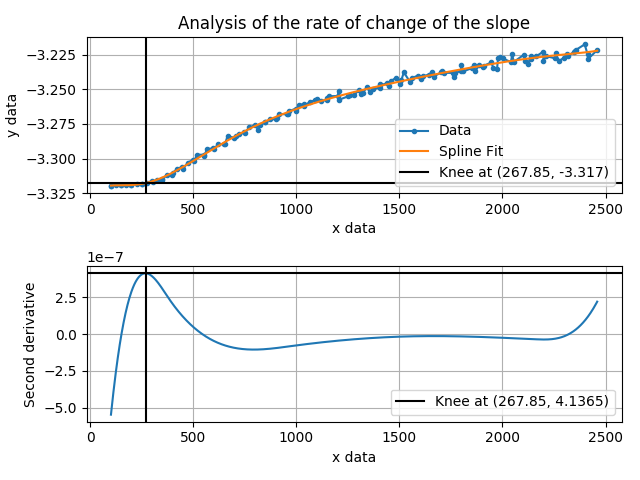 Analysis of the rate of change of the slope
−3.225
−3.250
−3.275
−3.300
−3.325
y data
Data
Spline Fit
Knee at (267.85, -3.317)
0 500 1000 1500 2000 2500
x data
1e−7
2.5
0.0
−2.5
−5.0
Second derivative
Knee at (267.85, 4.1365)
0 500 1000 1500 2000 2500
x data